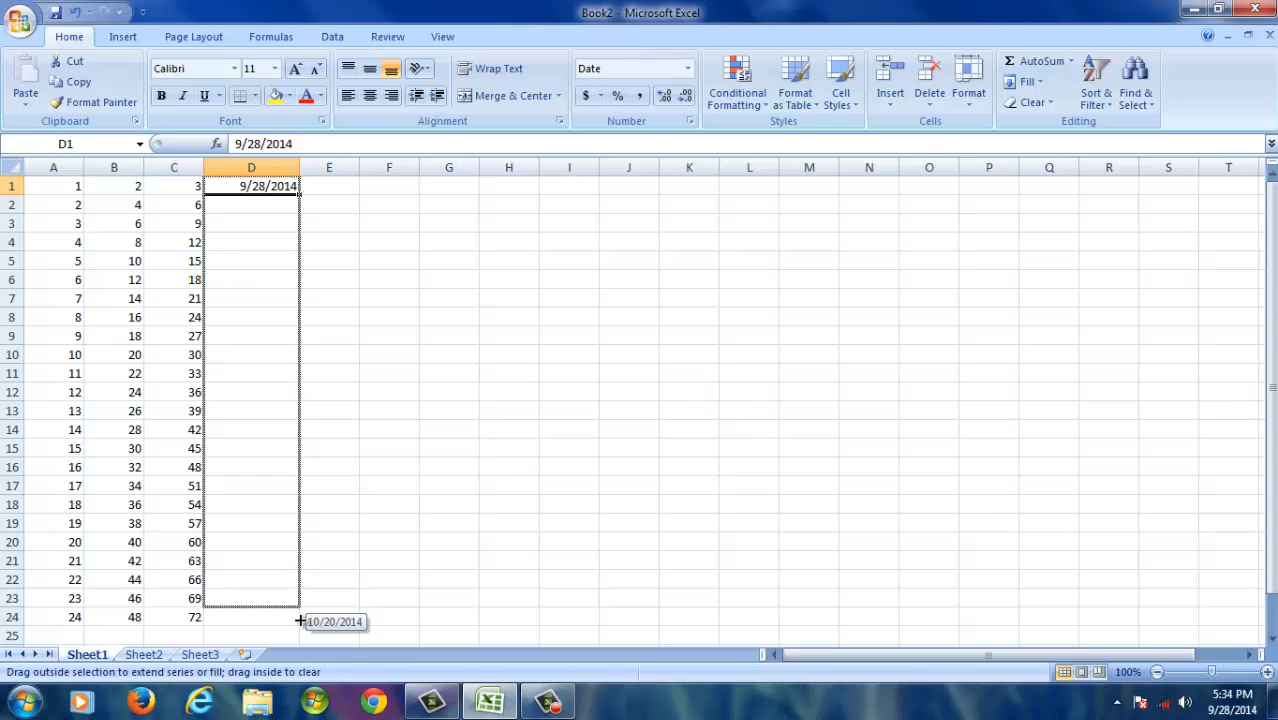 Book2 - Microsoft Excel
Home Insert Page Layout Formulas Data Review View
Cut
Copy
Format Painter
Paste
Clipboard
Calibri 11
B I U
Font
Wrap Text
Merge & Center
Alignment
Date
$ % ,
Number
Conditional Formatting
Format as Table
Cell Styles
Styles
Insert Delete Format
Cells
Σ AutoSum
Fill
Clear
Sort & Filter
Find & Select
Editing
D1 fx 9/28/2014
A B C D E F G H I J K L M N O P Q R S T
1 1 2 3 9/28/2014
2 2 4 6
3 3 6 9
4 4 8 12
5 5 10 15
6 6 12 18
7 7 14 21
8 8 16 24
9 9 18 27
10 10 20 30
11 11 22 33
12 12 24 36
13 13 26 39
14 14 28 42
15 15 30 45
16 16 32 48
17 17 34 51
18 18 36 54
19 19 38 57
20 20 40 60
21 21 42 63
22 22 44 66
23 23 46 69
24 24 48 72 10/20/2014
25
Sheet1 Sheet2 Sheet3
Drag outside selection to extend series or fill; drag inside to clear 100%
5:34 PM
9/28/2014